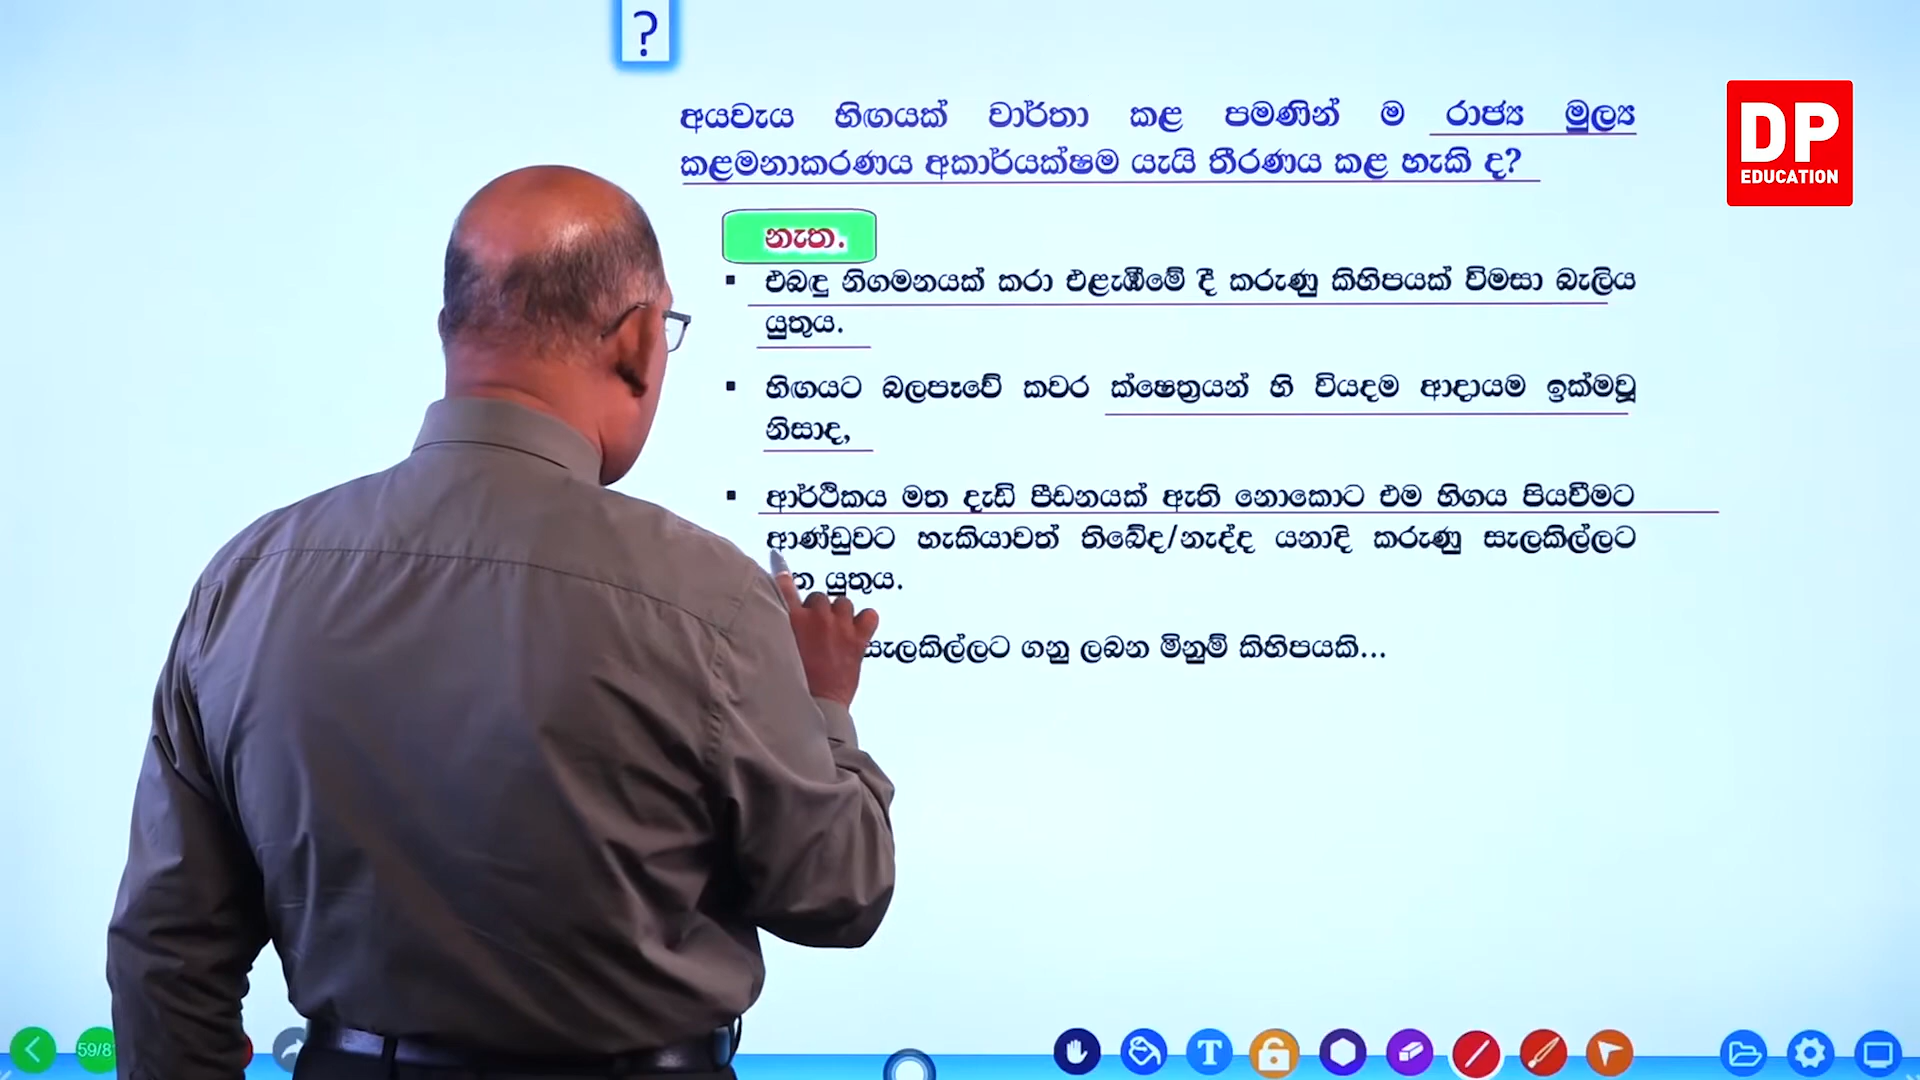 ?
අයවැය හිඟයක් වාර්තා කළ පමණින් ම රාජ්‍ය මුල්‍ය
කළමනාකරණය අකාර්යක්ෂම යැයි තීරණය කළ හැකි ද?
DP
EDUCATION
නැත.
▪ එබඳු නිගමනයක් කරා එළැඹීමේ දී කරුණු කිහිපයක් විමසා බැලිය
යුතුය.
▪ හිඟයට බලපෑවේ කවර ක්ෂේත්‍රයන් හි වියදම ආදායම ඉක්මවූ
නිසාද,
▪ ආර්ථිකය මත දැඩි පීඩනයක් ඇති නොකොට එම හිගය පියවීමට
ආණ්ඩුවට හැකියාවත් තිබේද/නැද්ද යනාදි කරුණු සැලකිල්ලට
යුතුය.
සැලකිල්ලට ගනු ලබන මිනුම් කිහිපයකි...
T